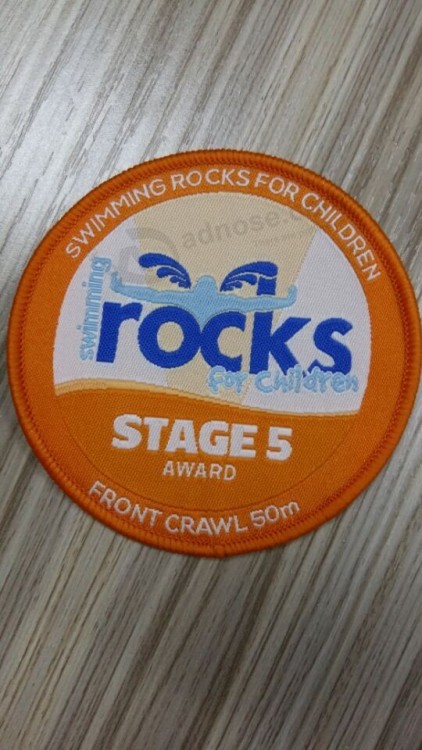 SWIMMING ROCKS FOR CHILDREN
swimming
rocks
for children
STAGE 5
AWARD
FRONT CRAWL 50m